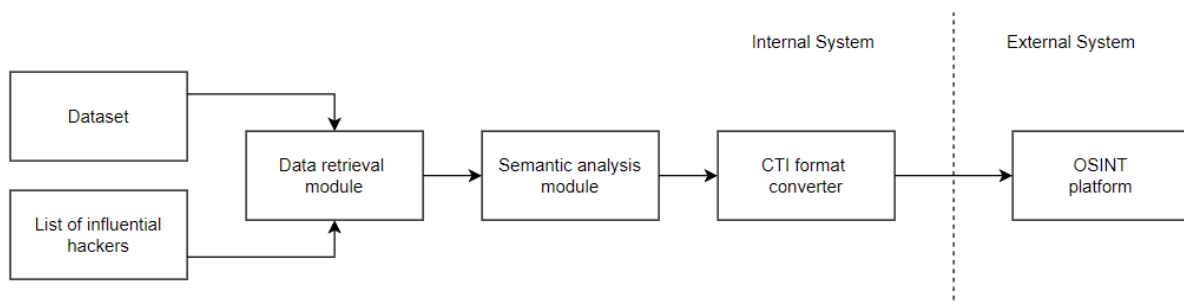 Internal System
External System
Dataset
List of influential
hackers
Data retrieval
module
Semantic analysis
module
CTI format
converter
OSINT
platform